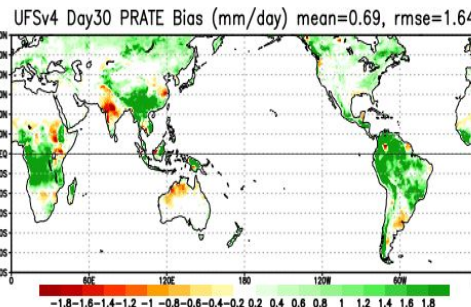 UFSv4 Day30 PRATE Bias (mm/day) mean=0.69, rmse=1.62
0 60E 120E 180 120W 60W
-1.8-1.6-1.4-1.2 -1 -0.8-0.6-0.4-0.2 0.2 0.4 0.6 0.8 1 1.2 1.4 1.6 1.8